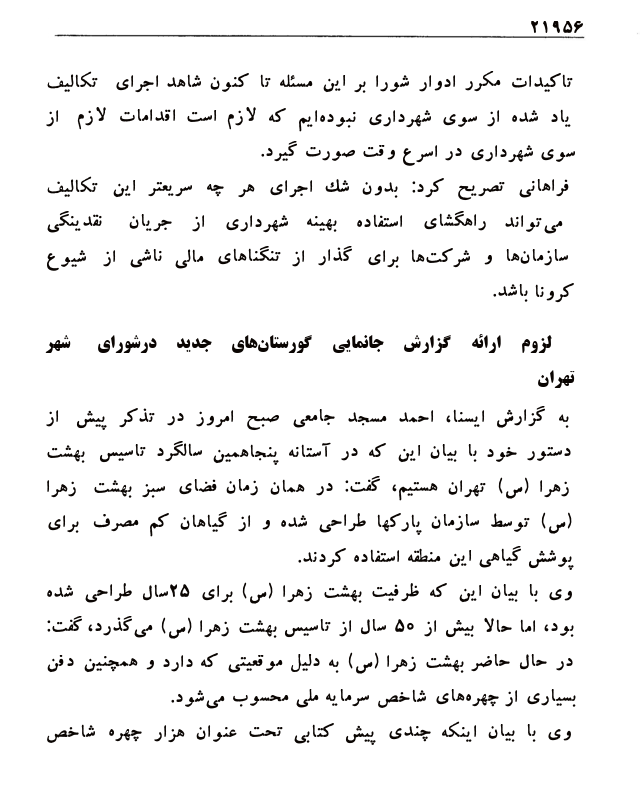 ۲۱۹۵۶
تاکیدات مکرر ادوار شورا بر این مسئله تا کنون شاهد اجرای تکالیف
یاد شده از سوی شهرداری نبوده‌ایم که لازم است اقدامات لازم از
سوی شهرداری در اسرع وقت صورت گیرد.
فراهانی تصریح کرد: بدون شك اجرای هر چه سریعتر این تکالیف
می‌تواند راهگشای استفاده بهینه شهرداری از جریان نقدینگی
سازمان‌ها و شرکت‌ها برای گذار از تنگناهای مالی ناشی از شیوع
کرونا باشد.
لزوم ارائه گزارش جانمایی گورستان‌های جدید درشورای شهر
تهران
به گزارش ایسنا، احمد مسجد جامعی صبح امروز در تذکر پیش از
دستور خود با بیان این که در آستانه پنجاهمین سالگرد تاسیس بهشت
زهرا (س) تهران هستیم، گفت: در همان زمان فضای سبز بهشت زهرا
(س) توسط سازمان پارکها طراحی شده و از گیاهان کم مصرف برای
پوشش گیاهی این منطقه استفاده کردند.
وی با بیان این که ظرفیت بهشت زهرا (س) برای ۲۵سال طراحی شده
بود، اما حالا بیش از ۵۰ سال از تاسیس بهشت زهرا (س) می‌گذرد، گفت:
در حال حاضر بهشت زهرا (س) به دلیل موقعیتی که دارد و همچنین دفن
بسیاری از چهره‌های شاخص سرمایه ملی محسوب می‌شود.
وی با بیان اینکه چندی پیش کتابی تحت عنوان هزار چهره شاخص